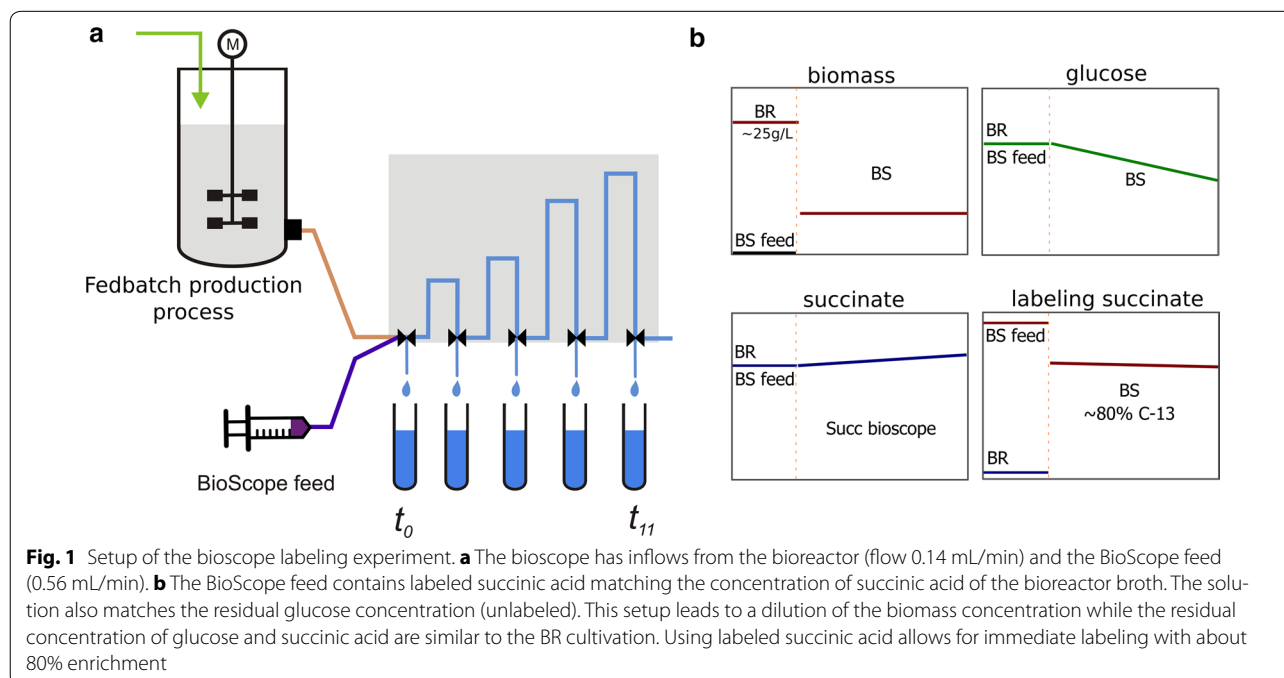 a
M
Fedbatch production
process
BioScope feed
t0
t11
b
biomass
BR
~25g/L
BS
BS feed
glucose
BR
BS feed
BS
succinate
BR
BS feed
Succ bioscope
labeling succinate
BS feed
BS
~80% C-13
BR
Fig. 1 Setup of the bioscope labeling experiment. a The bioscope has inflows from the bioreactor (flow 0.14 mL/min) and the BioScope feed
(0.56 mL/min). b The BioScope feed contains labeled succinic acid matching the concentration of succinic acid of the bioreactor broth. The solu-
tion also matches the residual glucose concentration (unlabeled). This setup leads to a dilution of the biomass concentration while the residual
concentration of glucose and succinic acid are similar to the BR cultivation. Using labeled succinic acid allows for immediate labeling with about
80% enrichment